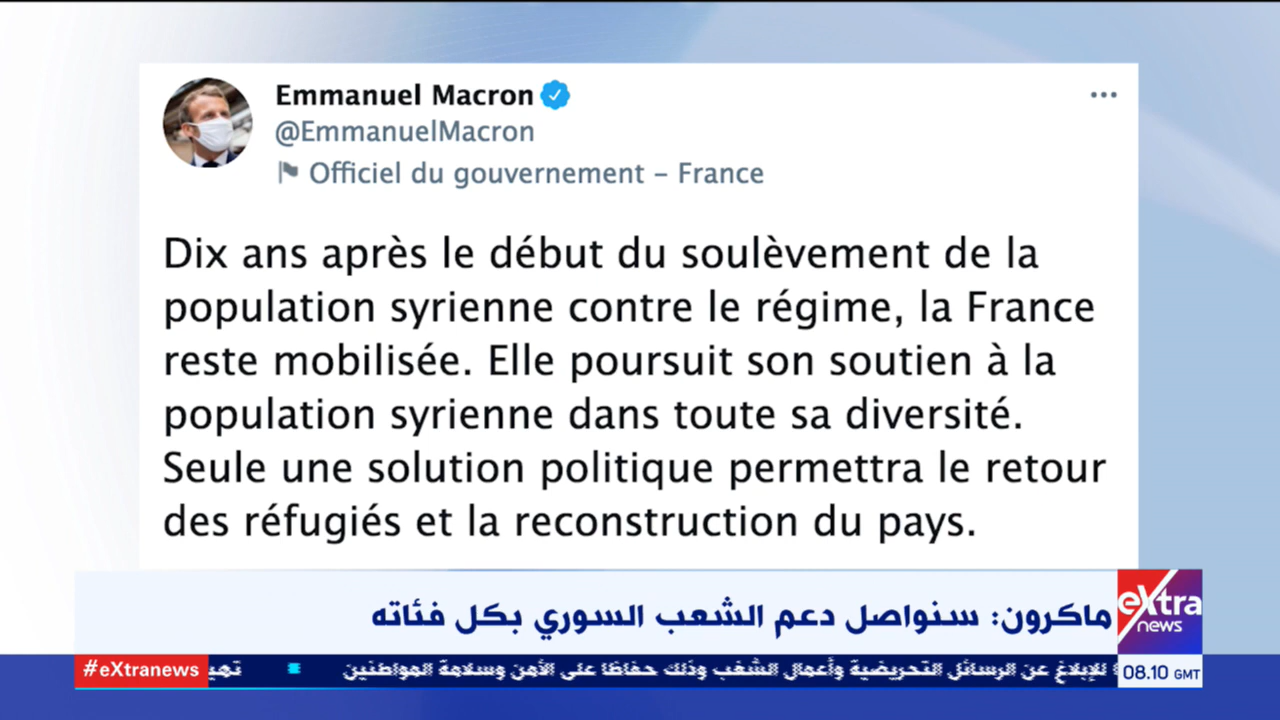 Emmanuel Macron
@EmmanuelMacron
Officiel du gouvernement – France
Dix ans après le début du soulèvement de la
population syrienne contre le régime, la France
reste mobilisée. Elle poursuit son soutien à la
population syrienne dans toute sa diversité.
Seule une solution politique permettra le retour
des réfugiés et la reconstruction du pays.
ماكرون: سنواصل دعم الشعب السوري بكل فئاته
eXtra
news
#eXtranews
للإبلاغ عن الرسائل التحريضية وأعمال الشغب وذلك حفاظا على الأمن وسلامة المواطنين
08.10 GMT